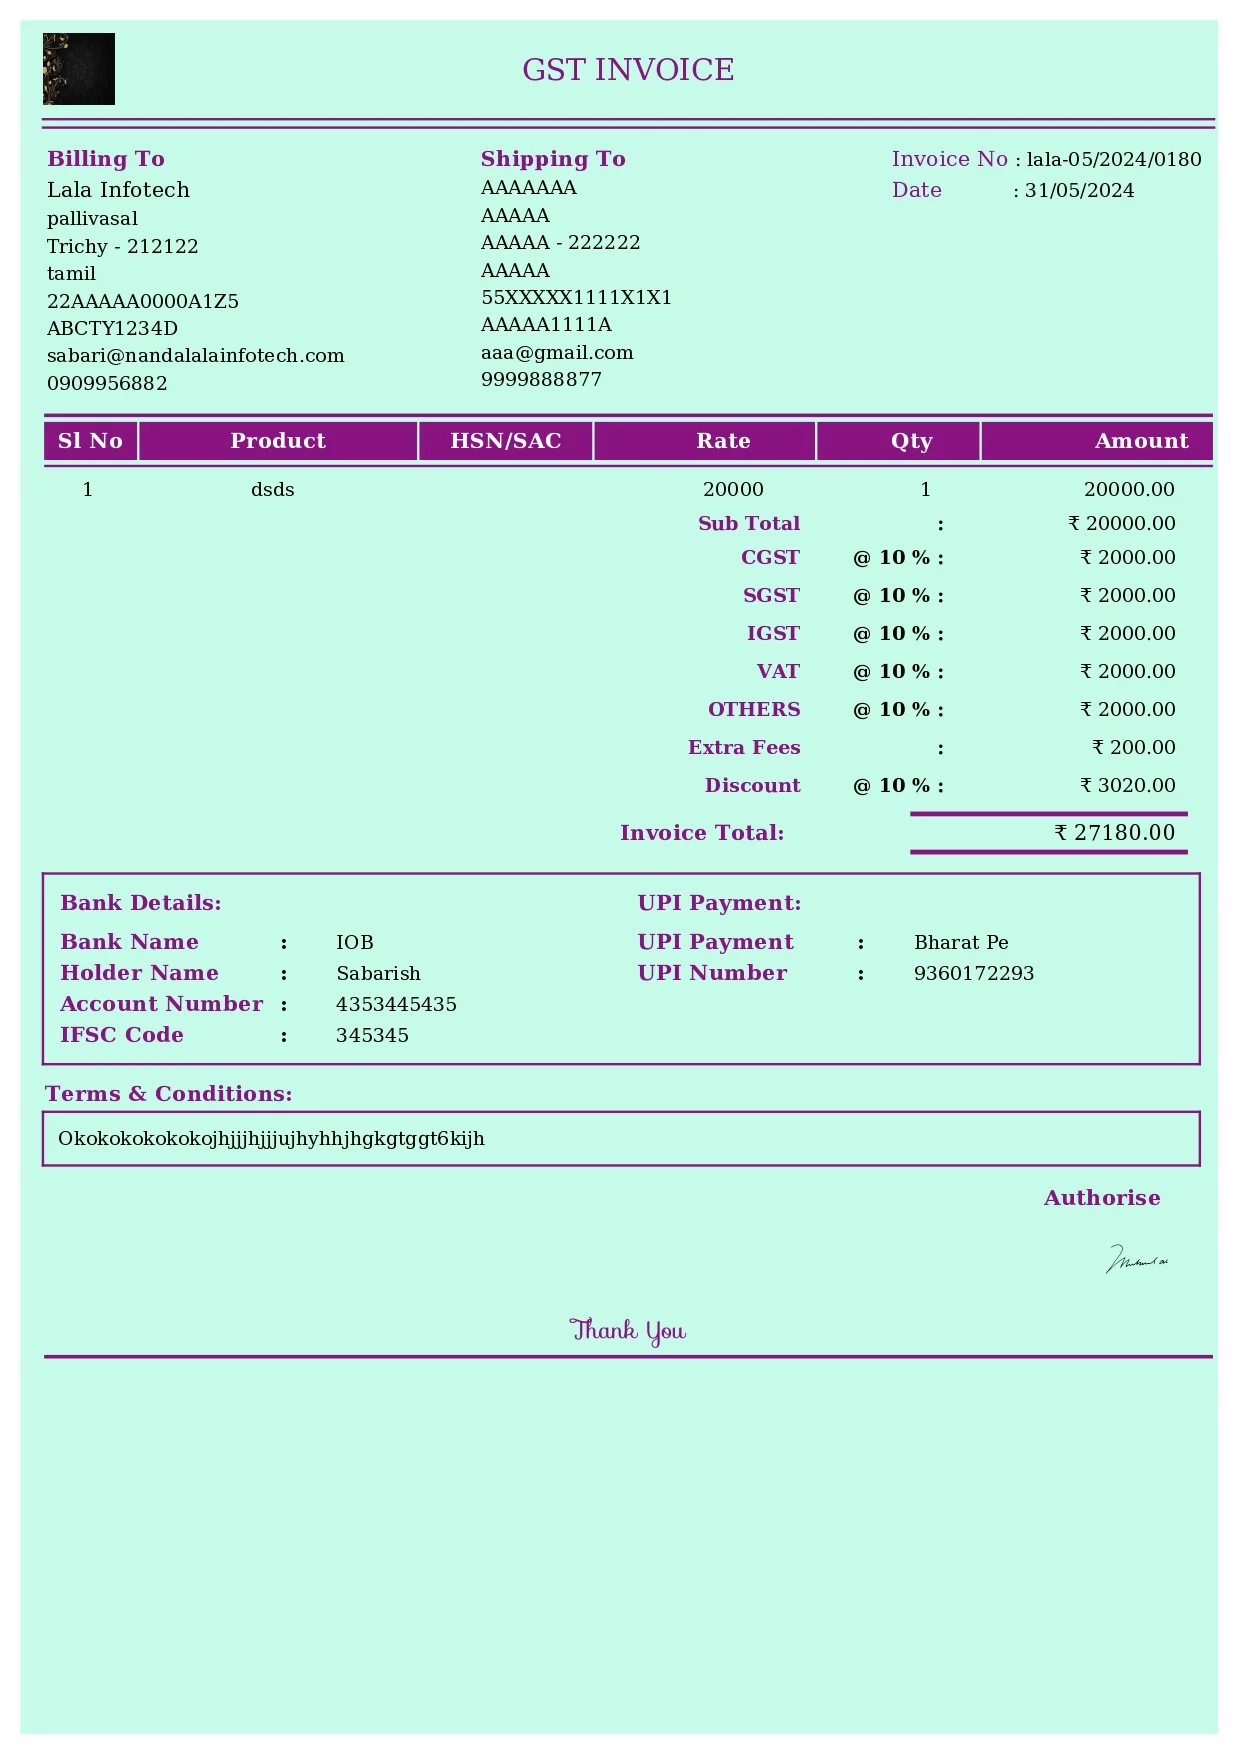 GST INVOICE
Billing To
Lala Infotech
pallivasal
Trichy - 212122
tamil
22AAAAA0000A1Z5
ABCTY1234D
sabari@nandalalainfotech.com
0909956882
Shipping To
AAAAAAA
AAAAA
AAAAA - 222222
AAAAA
55XXXXX1111X1X1
AAAAA1111A
aaa@gmail.com
9999888877
Invoice No : lala-05/2024/0180
Date : 31/05/2024
Sl No Product HSN/SAC Rate Qty Amount
1 dsds 20000 1 20000.00
Sub Total : ₹ 20000.00
CGST @ 10 % : ₹ 2000.00
SGST @ 10 % : ₹ 2000.00
IGST @ 10 % : ₹ 2000.00
VAT @ 10 % : ₹ 2000.00
OTHERS @ 10 % : ₹ 2000.00
Extra Fees : ₹ 200.00
Discount @ 10 % : ₹ 3020.00
Invoice Total: ₹ 27180.00
Bank Details:
Bank Name : IOB
Holder Name : Sabarish
Account Number : 4353445435
IFSC Code : 345345
UPI Payment:
UPI Payment : Bharat Pe
UPI Number : 9360172293
Terms & Conditions:
Okokokokokokojhjjjhjjjujhyhhjhgkgtggt6kijh
Authorise
Thank You